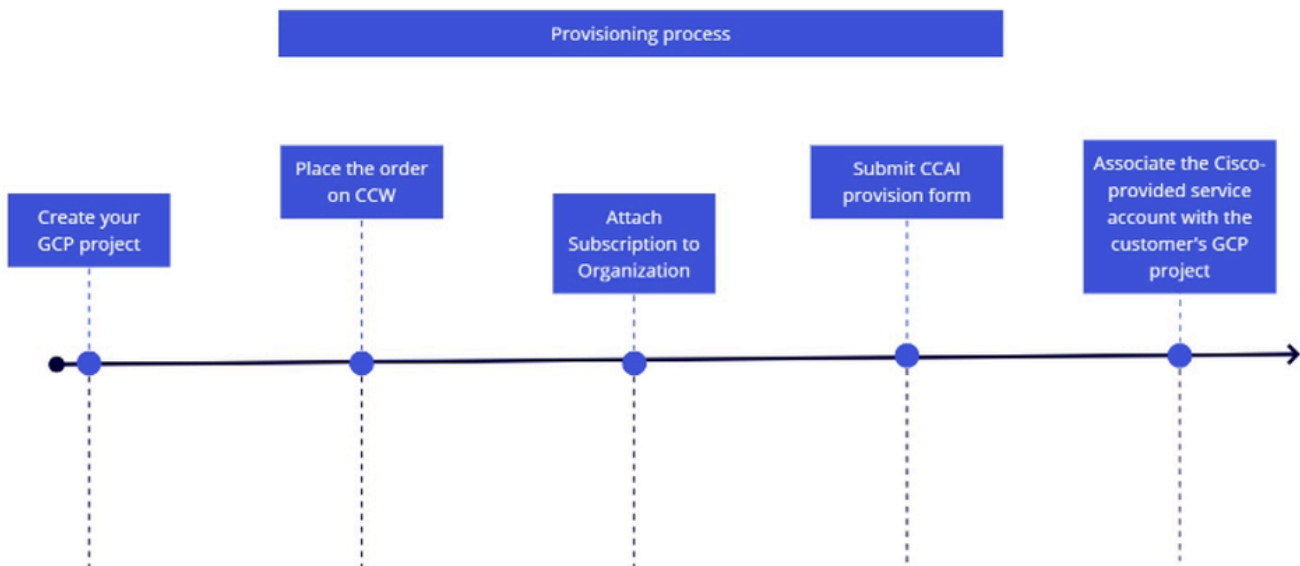 Provisioning process
Create your
GCP project
Place the order
on CCW
Attach
Subscription to
Organization
Submit CCAI
provision form
Associate the Cisco-
provided service
account with the
customer's GCP
project